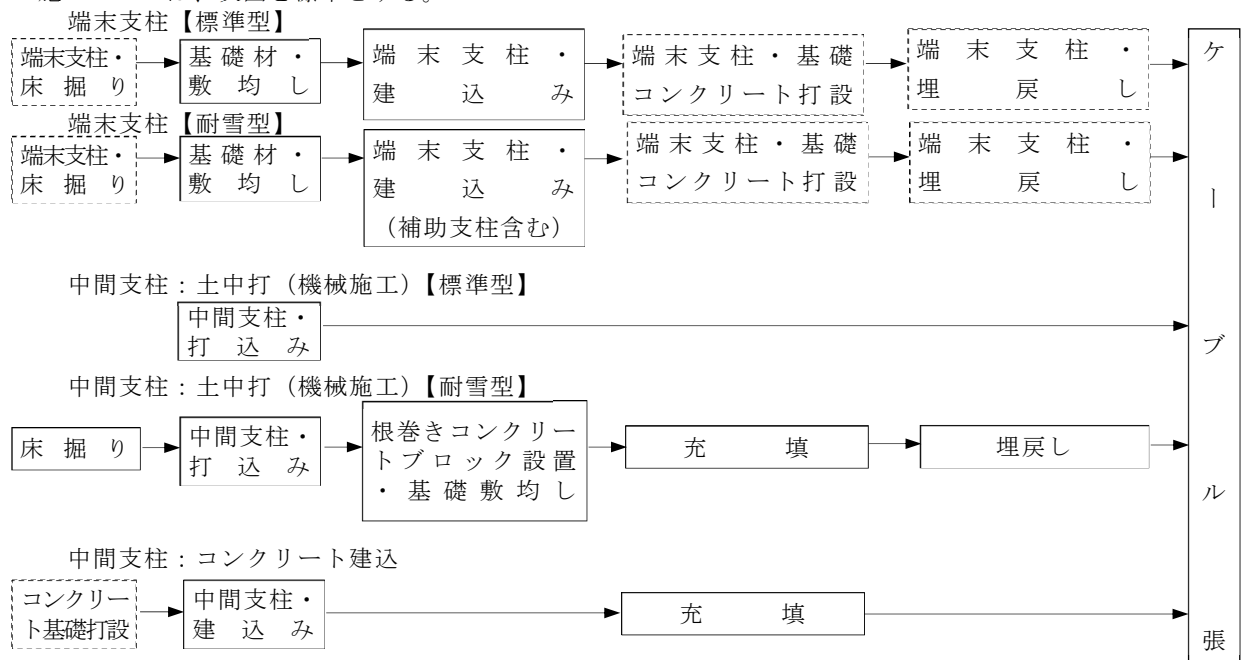 端末支柱【標準型】
端末支柱・
床掘り
基礎材・
敷均し
端末支柱・
建込み
端末支柱・基礎
コンクリート打設
端末支柱・
埋戻し
端末支柱【耐雪型】
端末支柱・
床掘り
基礎材・
敷均し
端末支柱・
建込み
(補助支柱含む)
端末支柱・基礎
コンクリート打設
端末支柱・
埋戻し
中間支柱:土中打(機械施工)【標準型】
中間支柱・
打込み
中間支柱:土中打(機械施工)【耐雪型】
床掘り
中間支柱・
打込み
根巻きコンクリー
トブロック設置
・基礎敷均し
充填
埋戻し
中間支柱:コンクリート建込
コンクリー
ト基礎打設
中間支柱・
建込み
充填
ケーブル張